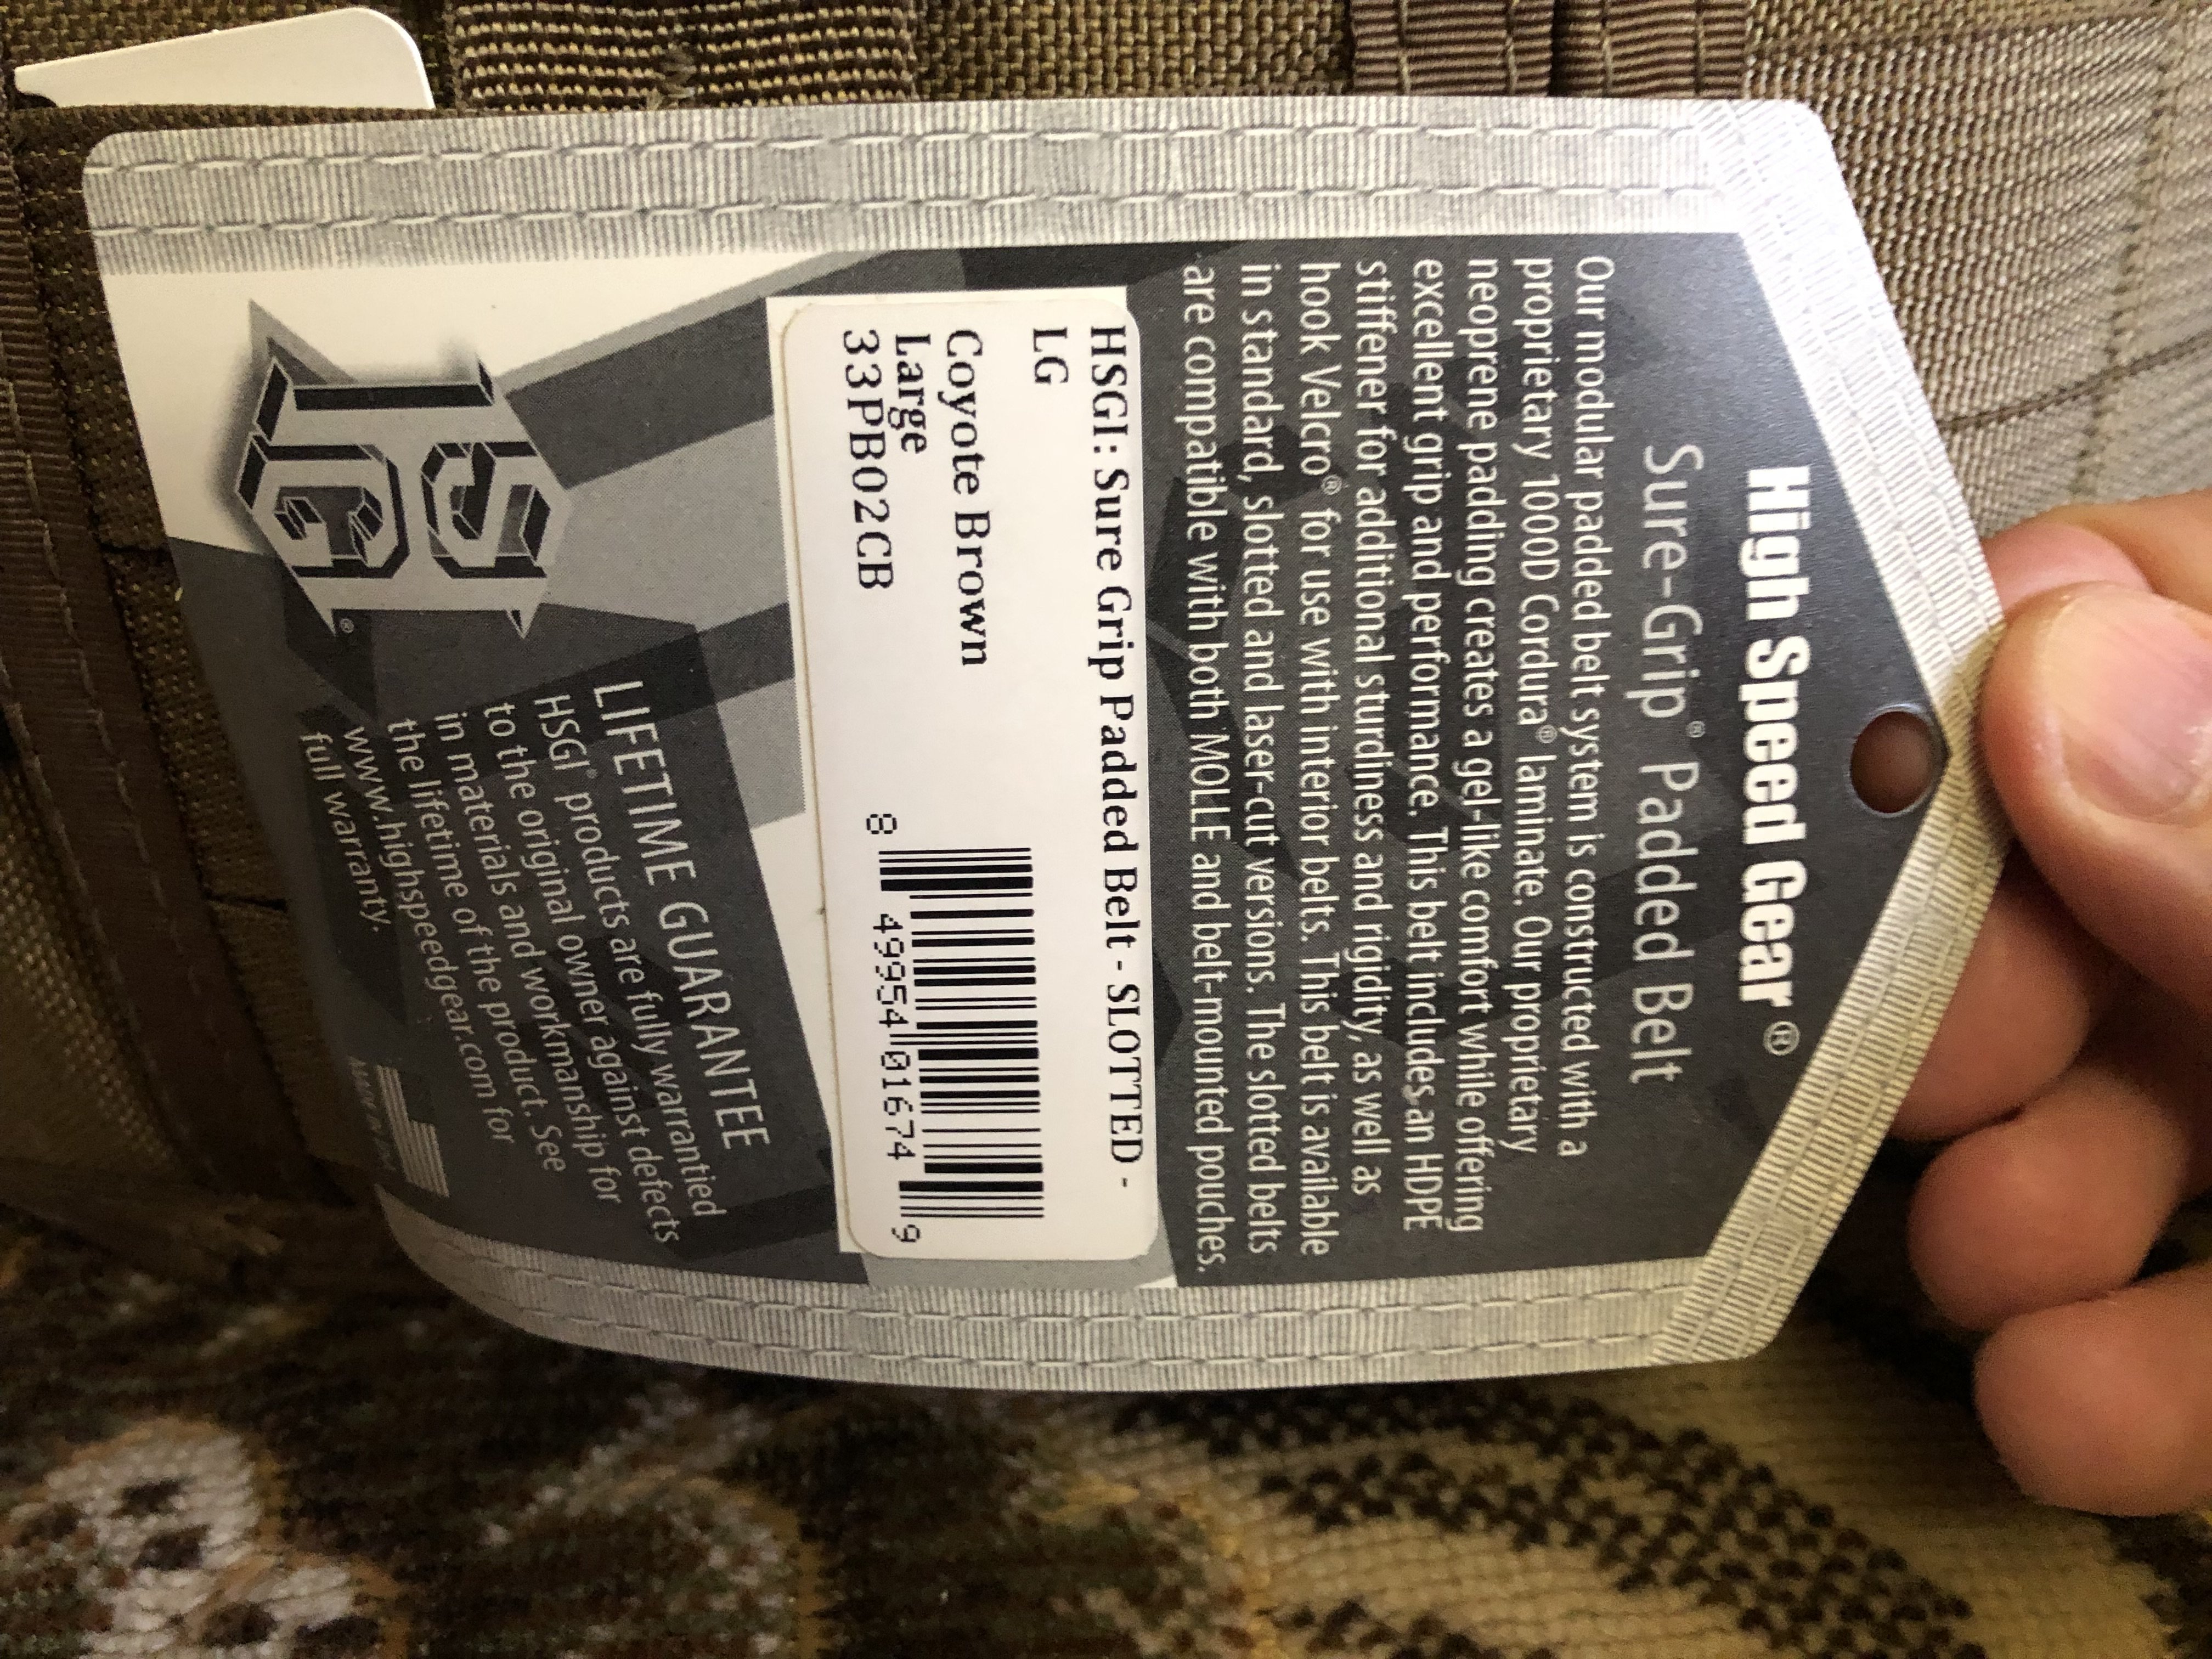 High Speed Gear®
Sure-Grip® Padded Belt
Our modular padded belt system is constructed with a
proprietary 1000D Cordura® laminate. Our proprietary
neoprene padding creates a gel-like comfort while offering
excellent grip and performance. This belt includes an HDPE
stiffener for additional sturdiness and rigidity, as well as
hook Velcro® for use with interior belts. This belt is available
in standard, slotted and laser-cut versions. The slotted belts
are compatible with both MOLLE and belt-mounted pouches.
HSGI: Sure Grip Padded Belt - SLOTTED -
LG
Coyote Brown
Large
33PB02CB
8 49954 01674 9
LIFETIME GUARANTEE
HSGI® products are fully warrantied
to the original owner against defects
in materials and workmanship for
the lifetime of the product. See
www.highspeedgear.com for
full warranty.
HSGI®